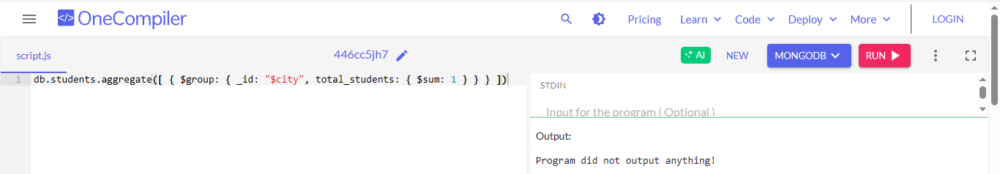 OneCompiler
Pricing Learn Code Deploy More LOGIN
script.js
446cc5jh7
AI NEW MONGODB RUN
1 db.students.aggregate([ { $group: { _id: "$city", total_students: { $sum: 1 } } } ])
STDIN
Input for the program ( Optional )
Output:
Program did not output anything!